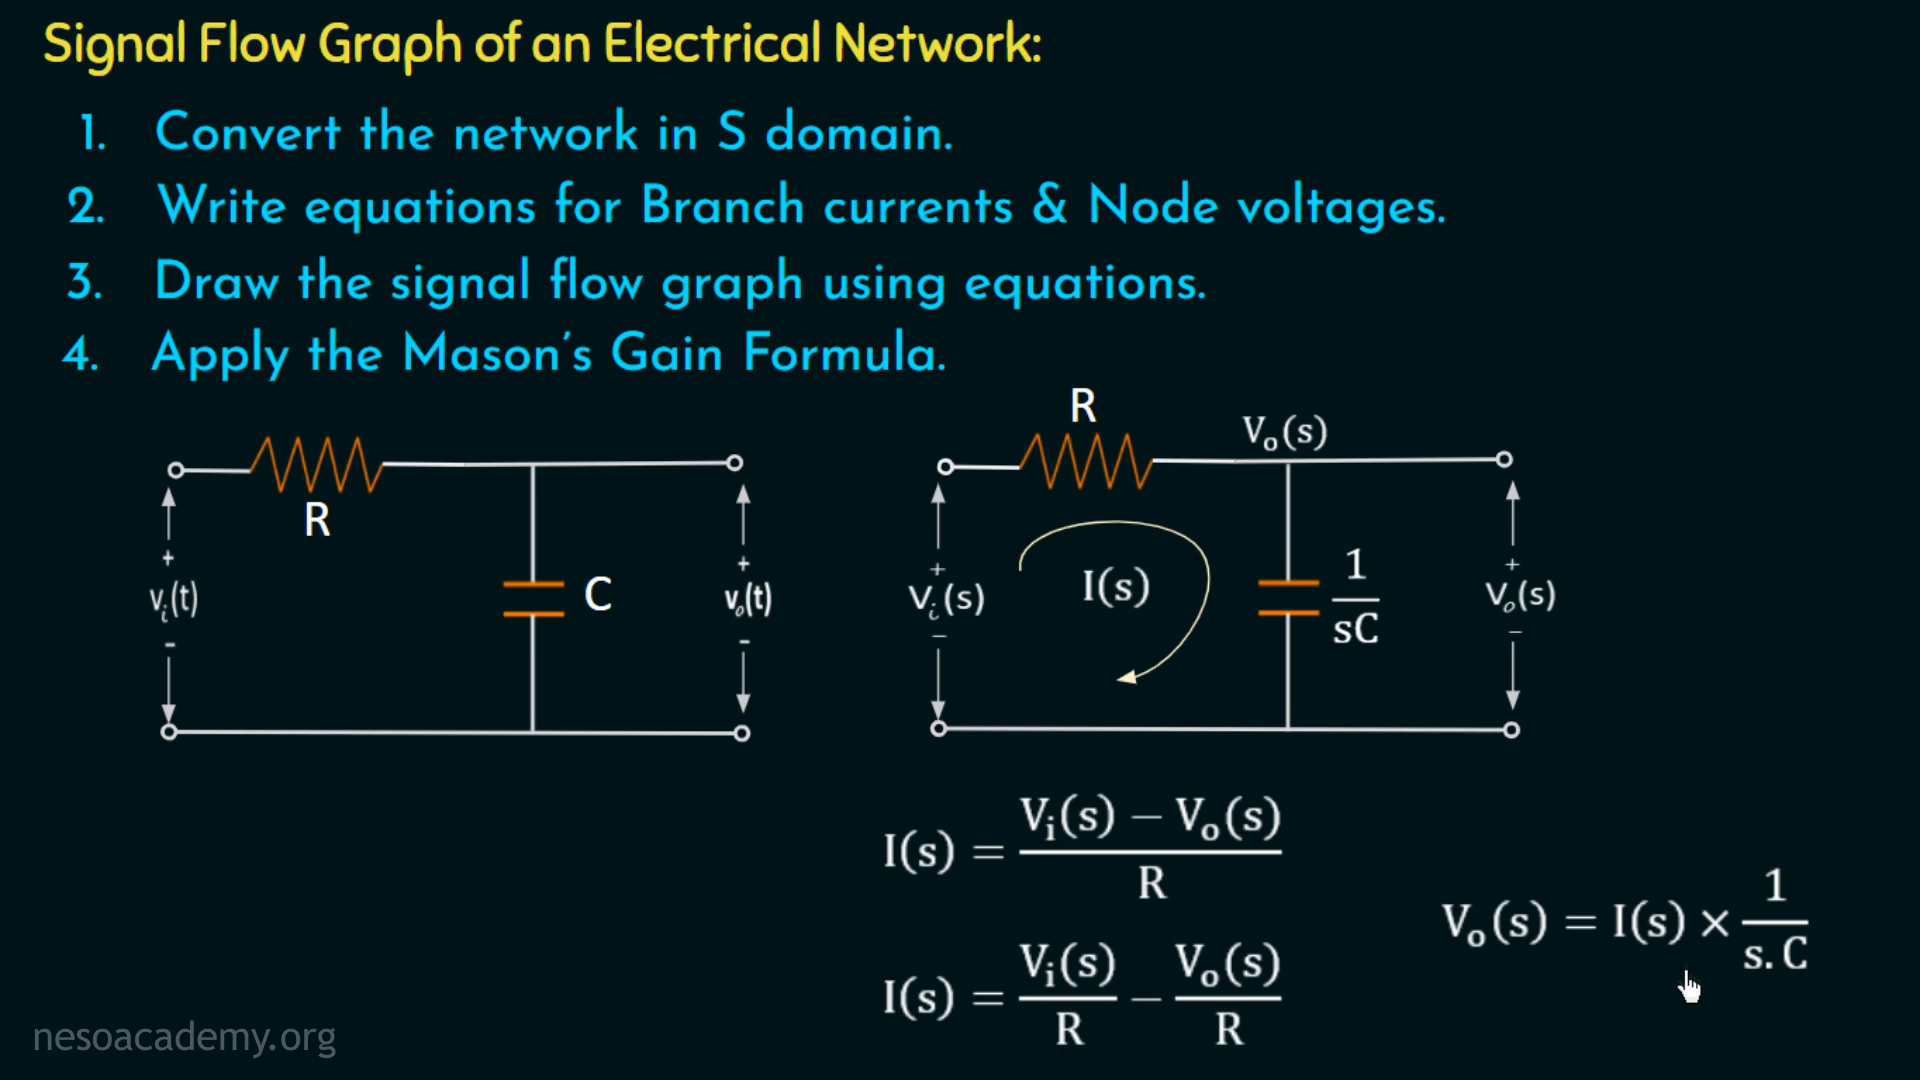 Signal Flow Graph of an Electrical Network:
1. Convert the network in S domain.
2. Write equations for Branch currents & Node voltages.
3. Draw the signal flow graph using equations.
4. Apply the Mason's Gain Formula.
R
+
vᵢ(t)
-
C
+
vₒ(t)
-
R
Vₒ(s)
+
Vᵢ(s)
−
I(s)
1
sC
+
Vₒ(s)
−
I(s) = (Vᵢ(s) − Vₒ(s)) / R
I(s) = Vᵢ(s)/R − Vₒ(s)/R
Vₒ(s) = I(s) × 1/s.C
nesoacademy.org